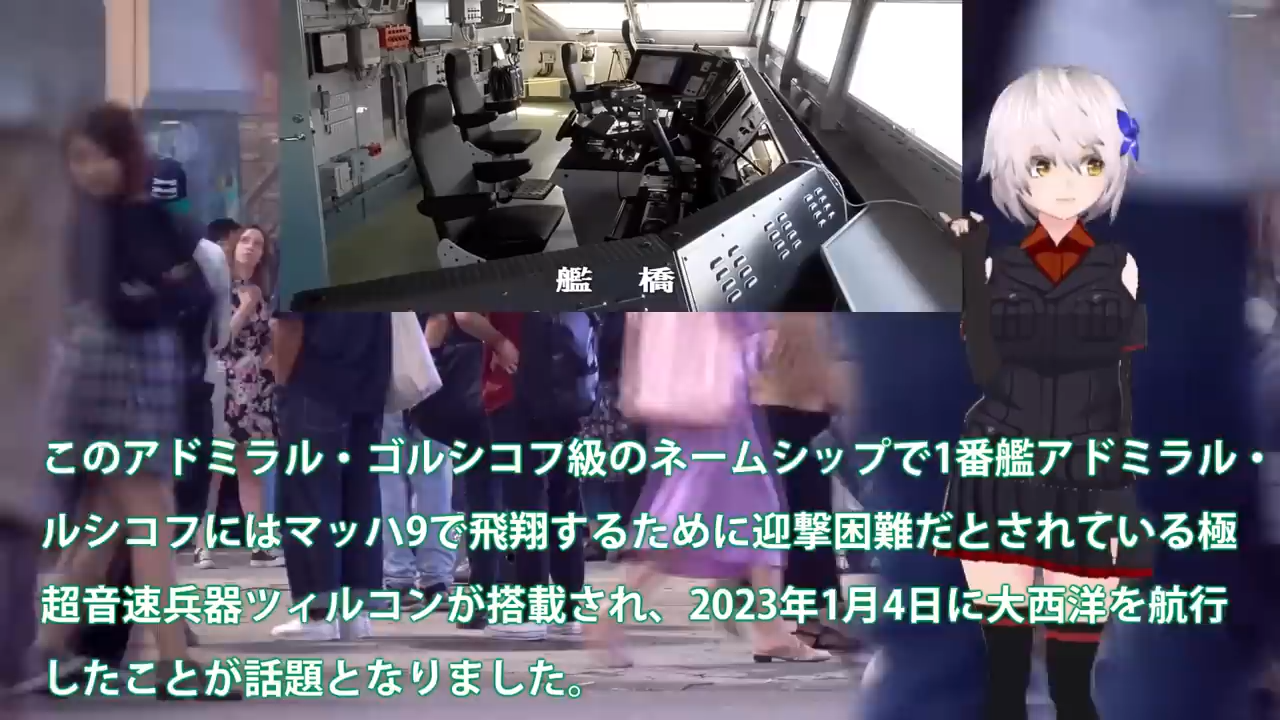 艦 橋
このアドミラル・ゴルシコフ級のネームシップで1番艦アドミラル・
ルシコフにはマッハ9で飛翔するために迎撃困難だとされている極
超音速兵器ツィルコンが搭載され、2023年1月4日に大西洋を航行
したことが話題となりました。